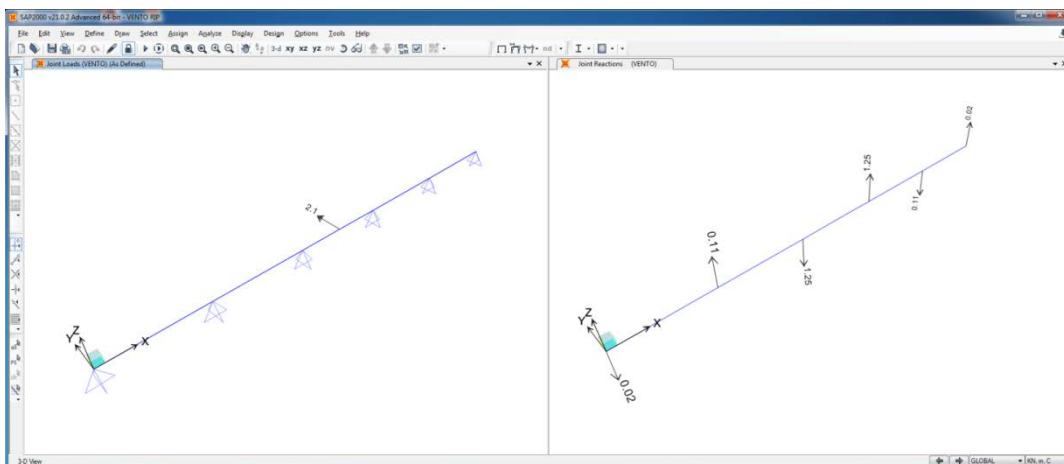 SAP2000 v21.0.2 Advanced 64-bit - VENTO RIP
File Edit View Define Draw Select Assign Analyze Display Design Options Tools Help
3-d xy xz yz nv nd
Joint Loads (VENTO) (As Defined)
Joint Reactions (VENTO)
2.1
Z
Y
X
0.02
1.25
0.11
0.11
1.25
Z
Y
X
0.02
3-D View
GLOBAL
KN, m, C